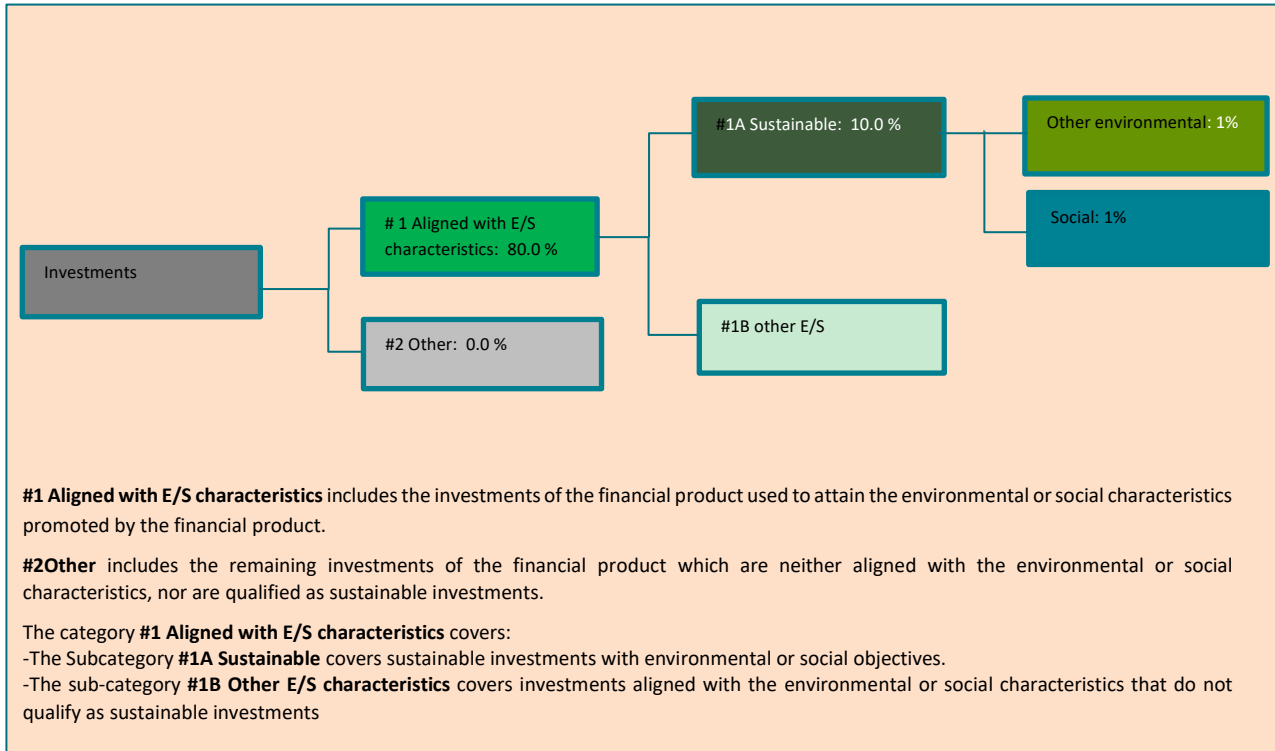 #1A Sustainable: 10.0 %
Other environmental: 1%
# 1 Aligned with E/S
characteristics: 80.0 %
Social: 1%
Investments
#2 Other: 0.0 %
#1B other E/S
#1 Aligned with E/S characteristics includes the investments of the financial product used to attain the environmental or social characteristics
promoted by the financial product.
#2Other includes the remaining investments of the financial product which are neither aligned with the environmental or social
characteristics, nor are qualified as sustainable investments.
The category #1 Aligned with E/S characteristics covers:
-The Subcategory #1A Sustainable covers sustainable investments with environmental or social objectives.
-The sub-category #1B Other E/S characteristics covers investments aligned with the environmental or social characteristics that do not
qualify as sustainable investments